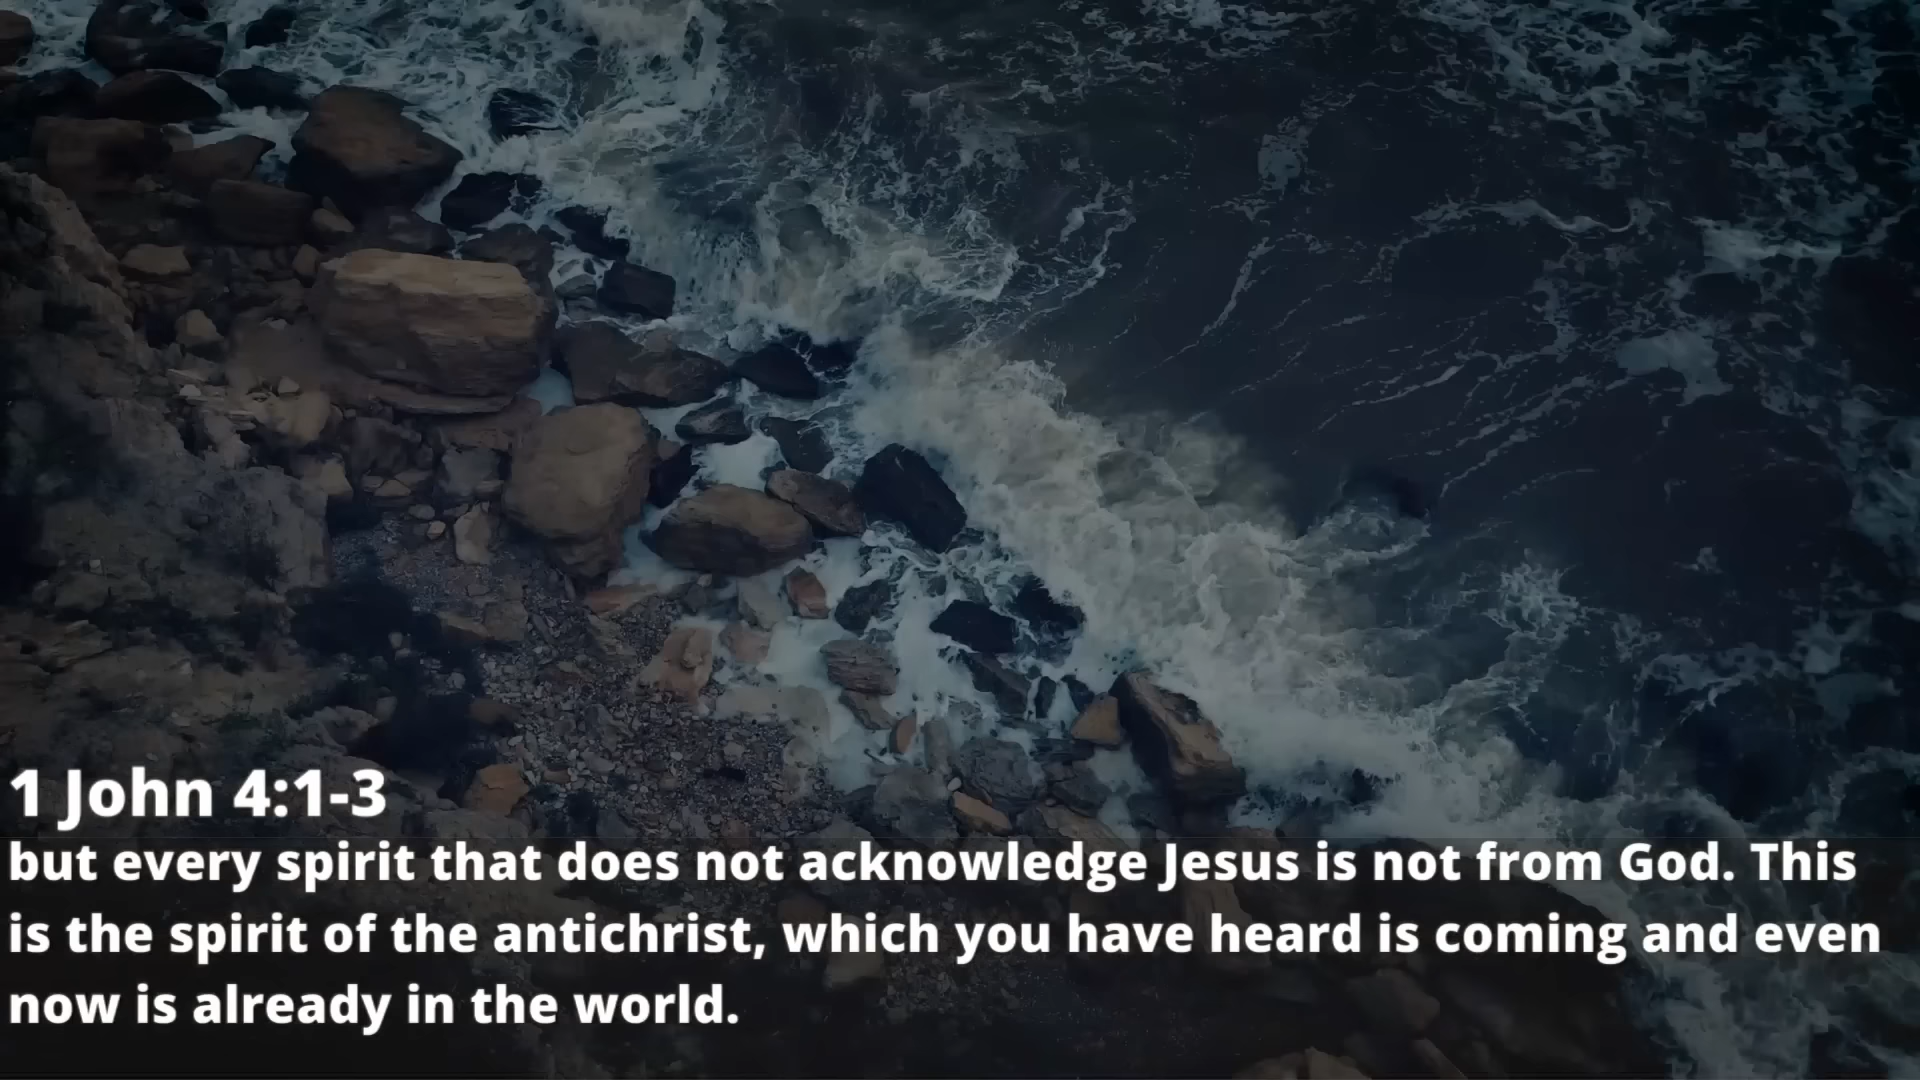 1 John 4:1-3
but every spirit that does not acknowledge Jesus is not from God. This
is the spirit of the antichrist, which you have heard is coming and even
now is already in the world.